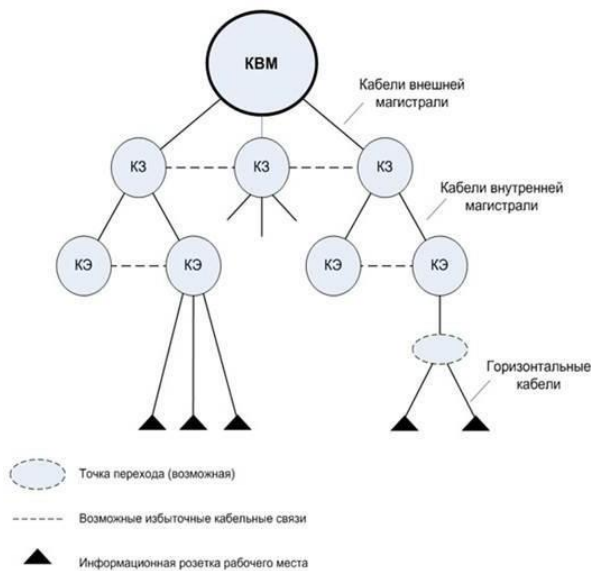 КВМ
Кабели внешней
магистрали
КЗ
КЗ
КЗ
Кабели внутренней
магистрали
КЭ
КЭ
КЭ
КЭ
Горизонтальные
кабели
Точка перехода (возможная)
Возможные избыточные кабельные связи
Информационная розетка рабочего места